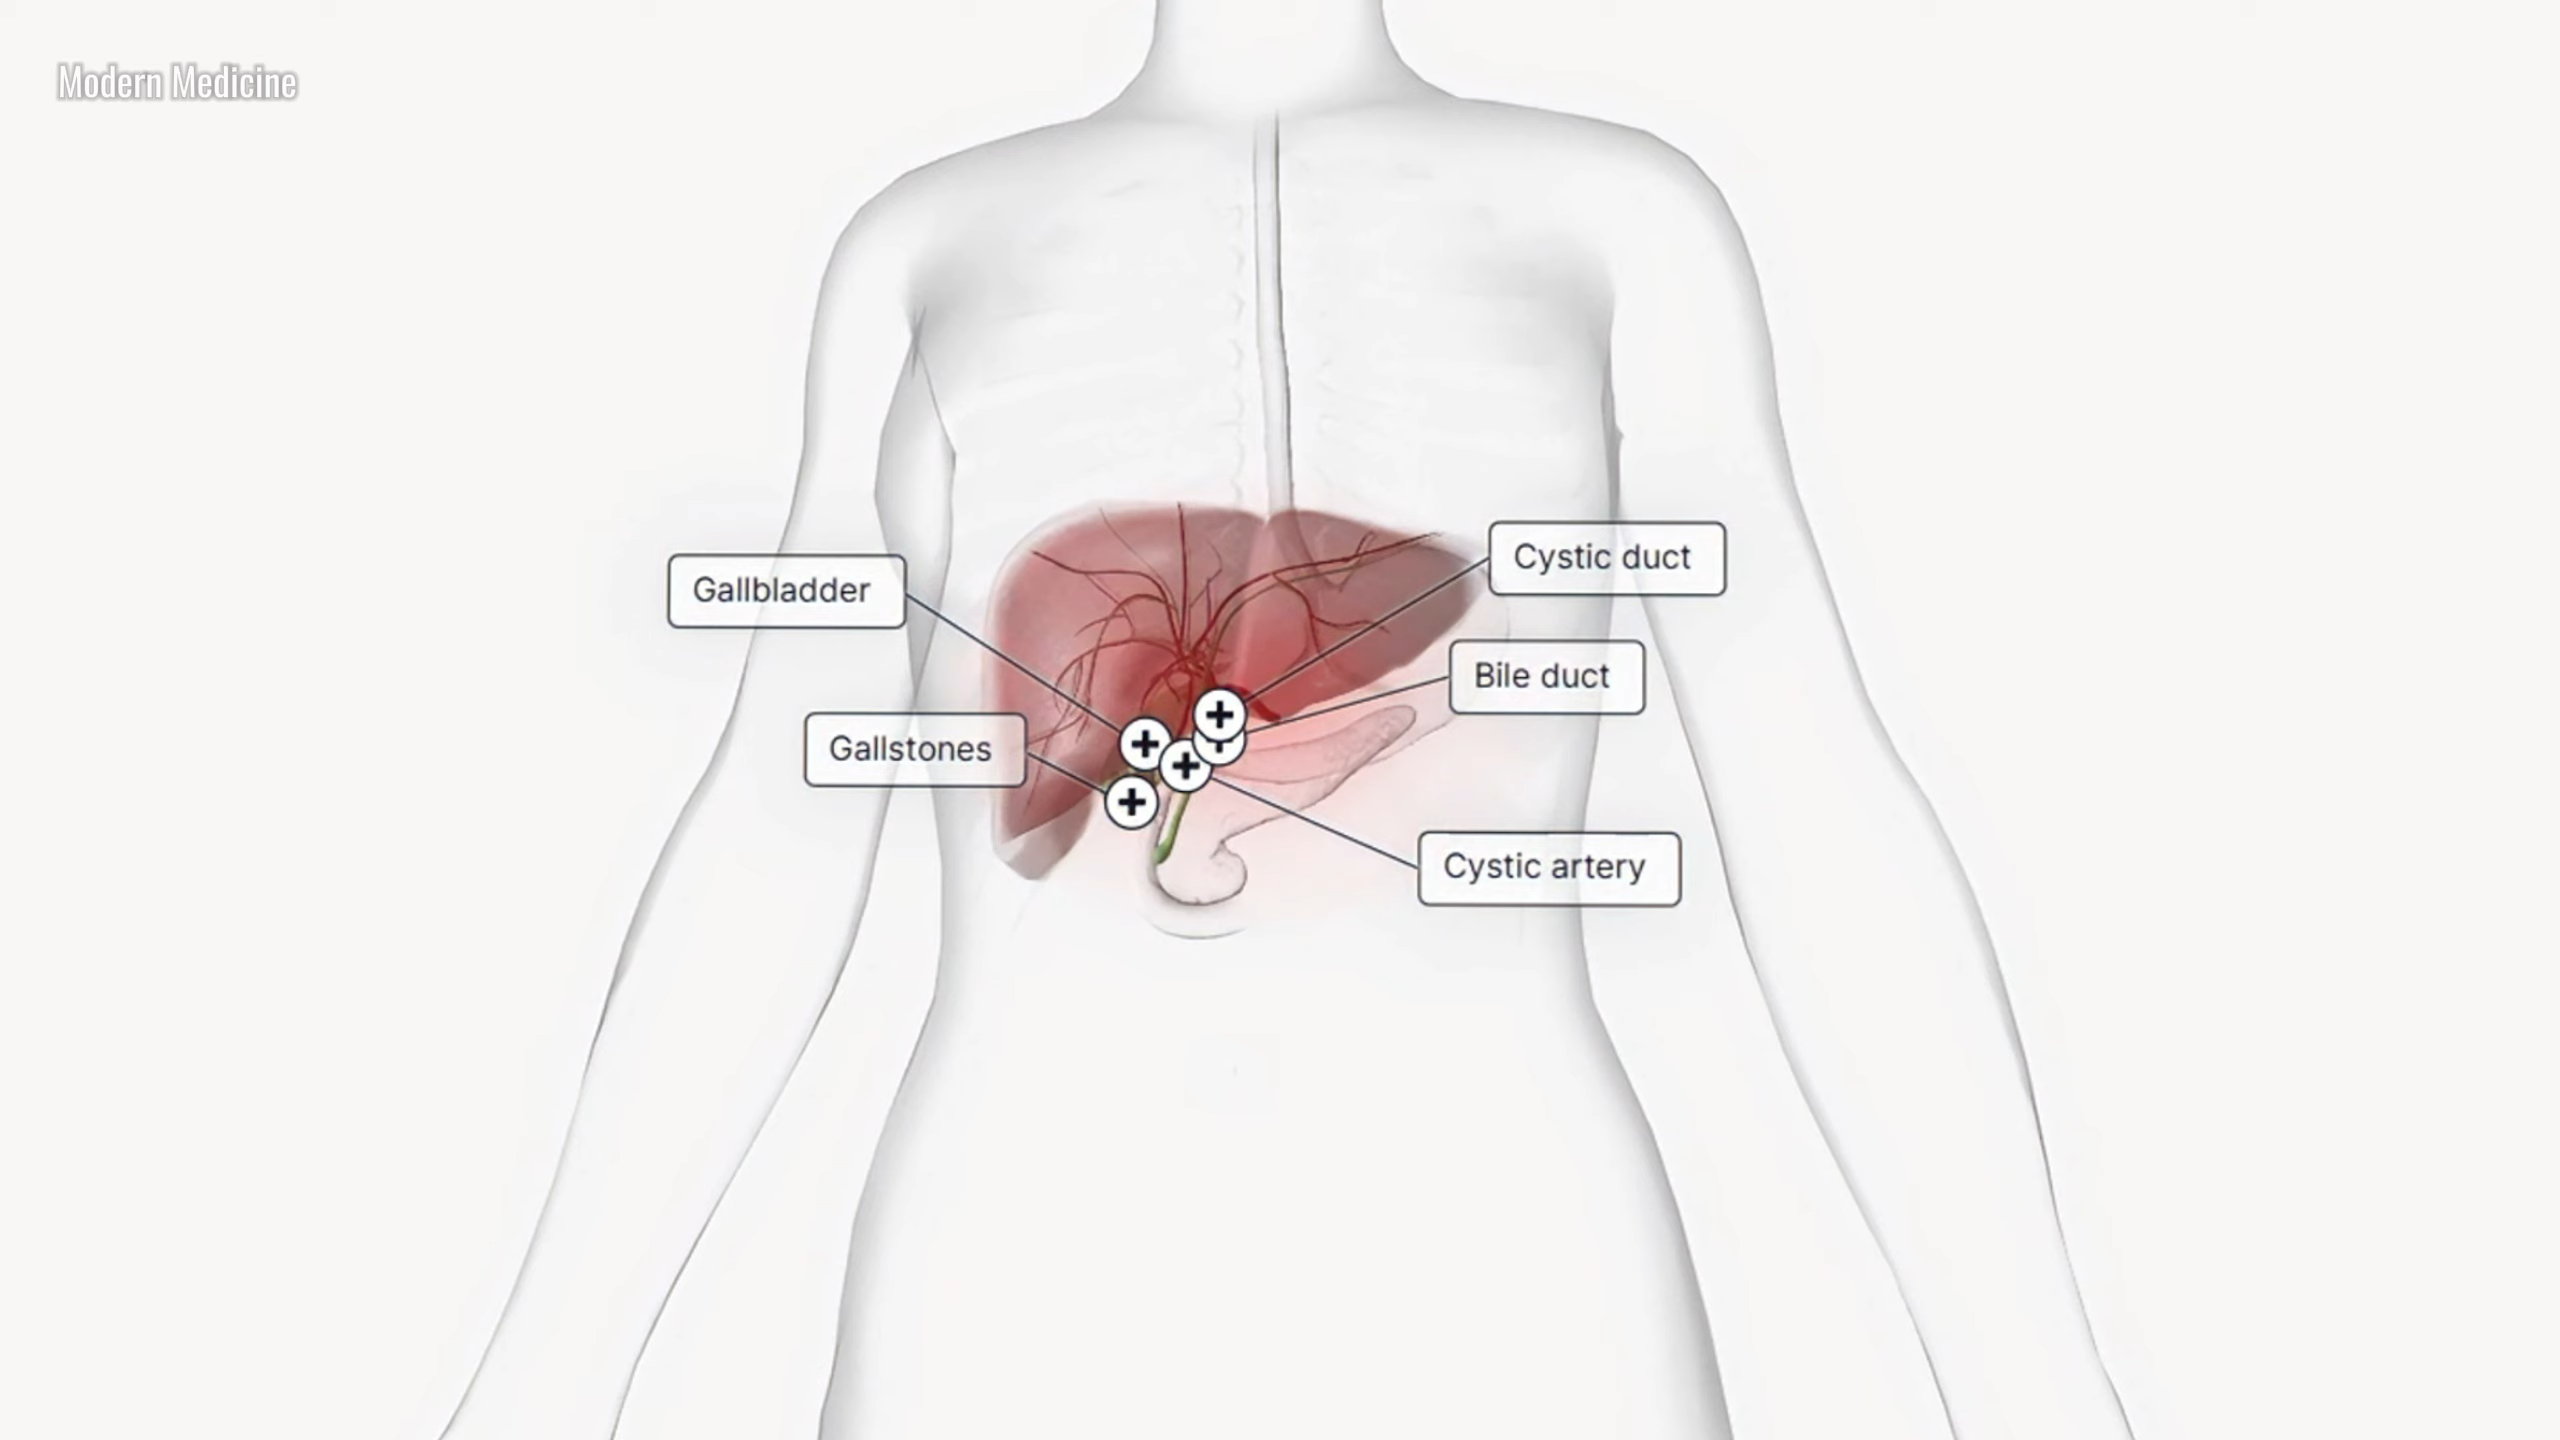 Modern Medicine
Cystic duct
Gallbladder
Bile duct
Gallstones
Cystic artery